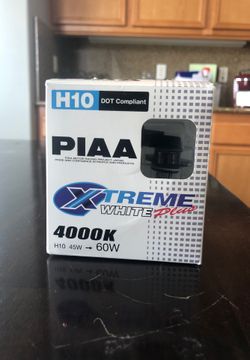 H10 DOT Compliant
PIAA
XTREME
WHITE Plus
4000K
H10 45W → 60W